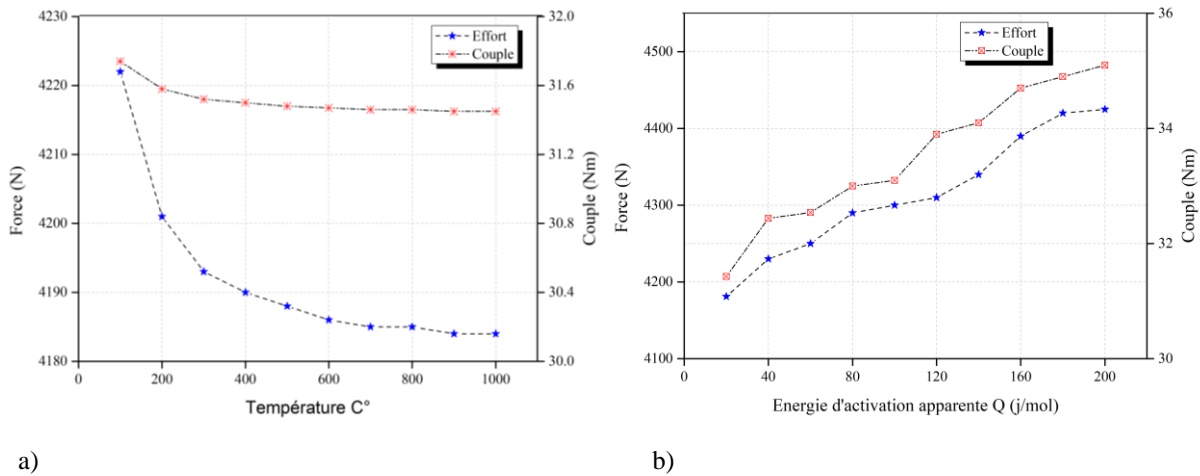 4230
4220
4210
4200
4190
4180
Force (N)
0
200
400
600
800
1000
Température C°
32.0
31.6
31.2
30.8
30.4
30.0
Couple (Nm)
Effort
Couple
a)
4500
4400
4300
4200
4100
Force (N)
0
40
80
120
160
200
Energie d'activation apparente Q (j/mol)
36
34
32
30
Couple (Nm)
Effort
Couple
b)